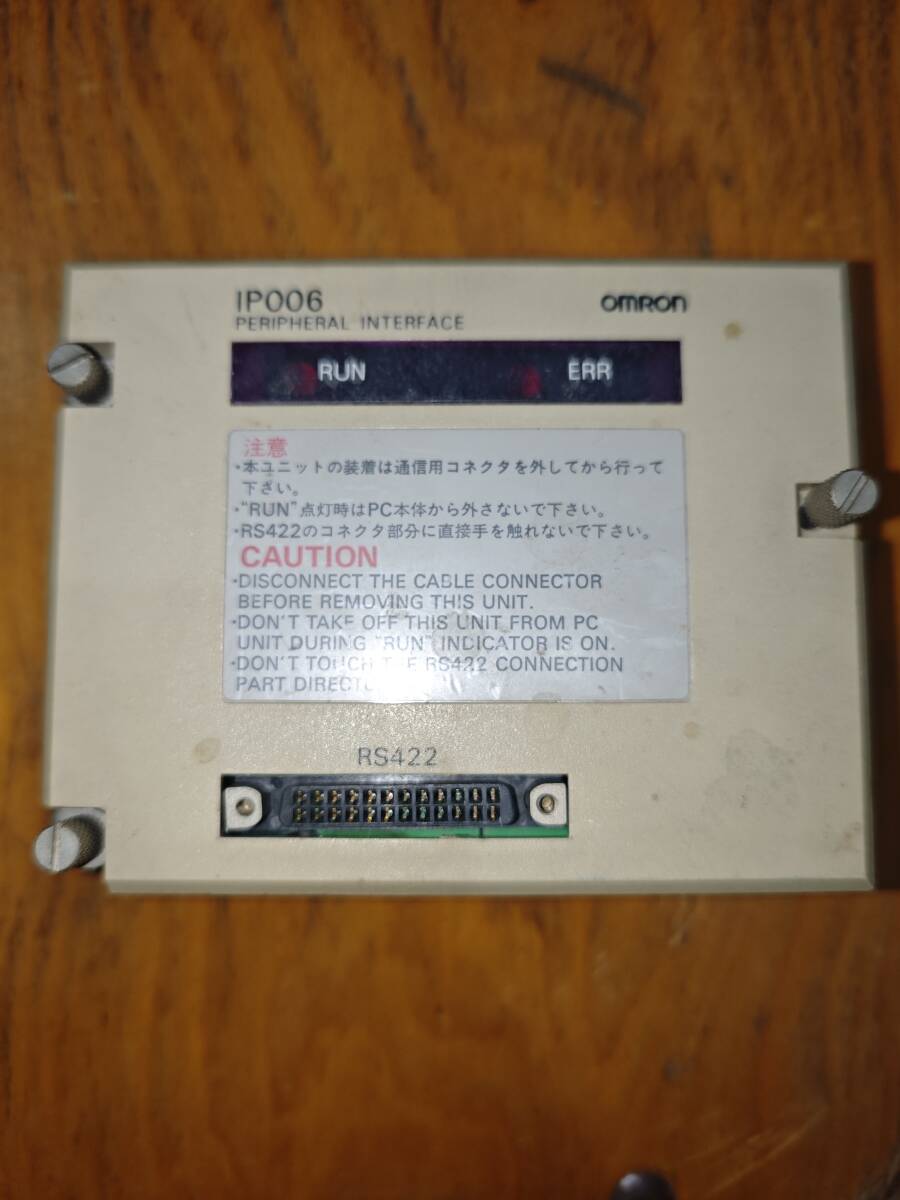 IP006
OMRON
PERIPHERAL INTERFACE
RUN
ERR
注意
・本ユニットの装着は通信用コネクタを外してから行って
下さい。
・"RUN"点灯時はPC本体から外さないで下さい。
・RS422のコネクタ部分に直接手を触れないで下さい。
CAUTION
・DISCONNECT THE CABLE CONNECTOR
BEFORE REMOVING THIS UNIT.
・DON'T TAKE OFF THIS UNIT FROM PC
UNIT DURING "RUN" INDICATOR IS ON.
・DON'T TOUCH THE RS422 CONNECTION
PART
RS422